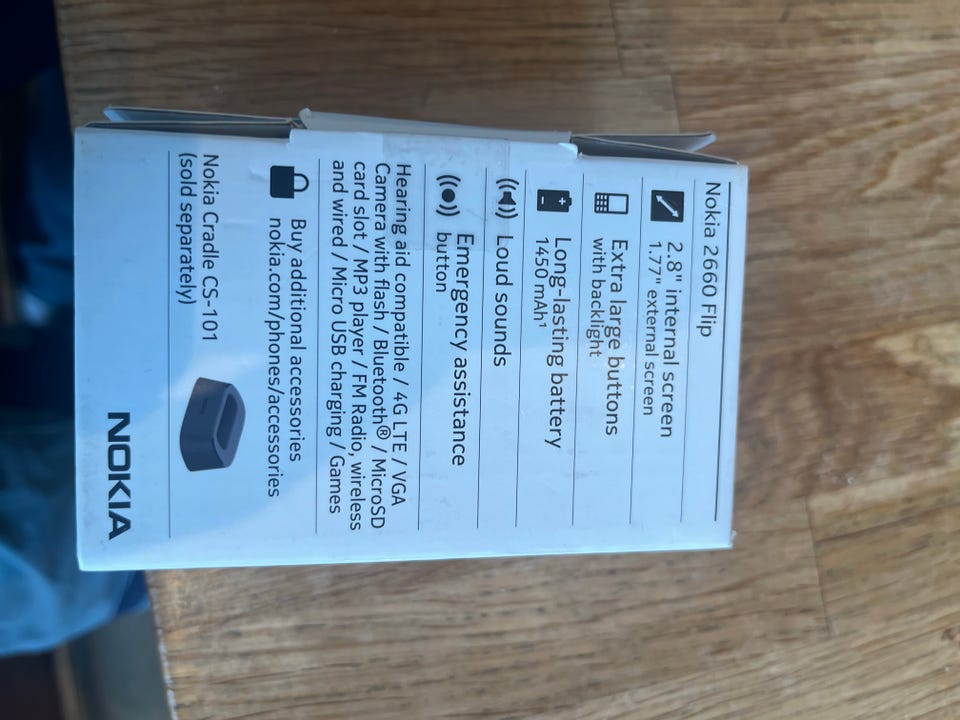 Nokia 2660 Flip
2.8" internal screen
1.77" external screen
Extra large buttons
with backlight
Long-lasting battery
1450 mAh¹
Loud sounds
Emergency assistance
button
Hearing aid compatible / 4G LTE / VGA
Camera with flash / Bluetooth® / MicroSD
card slot / MP3 player / FM Radio, wireless
and wired / Micro USB charging / Games
Buy additional accessories
nokia.com/phones/accessories
Nokia Cradle CS-101
(sold separately)
NOKIA